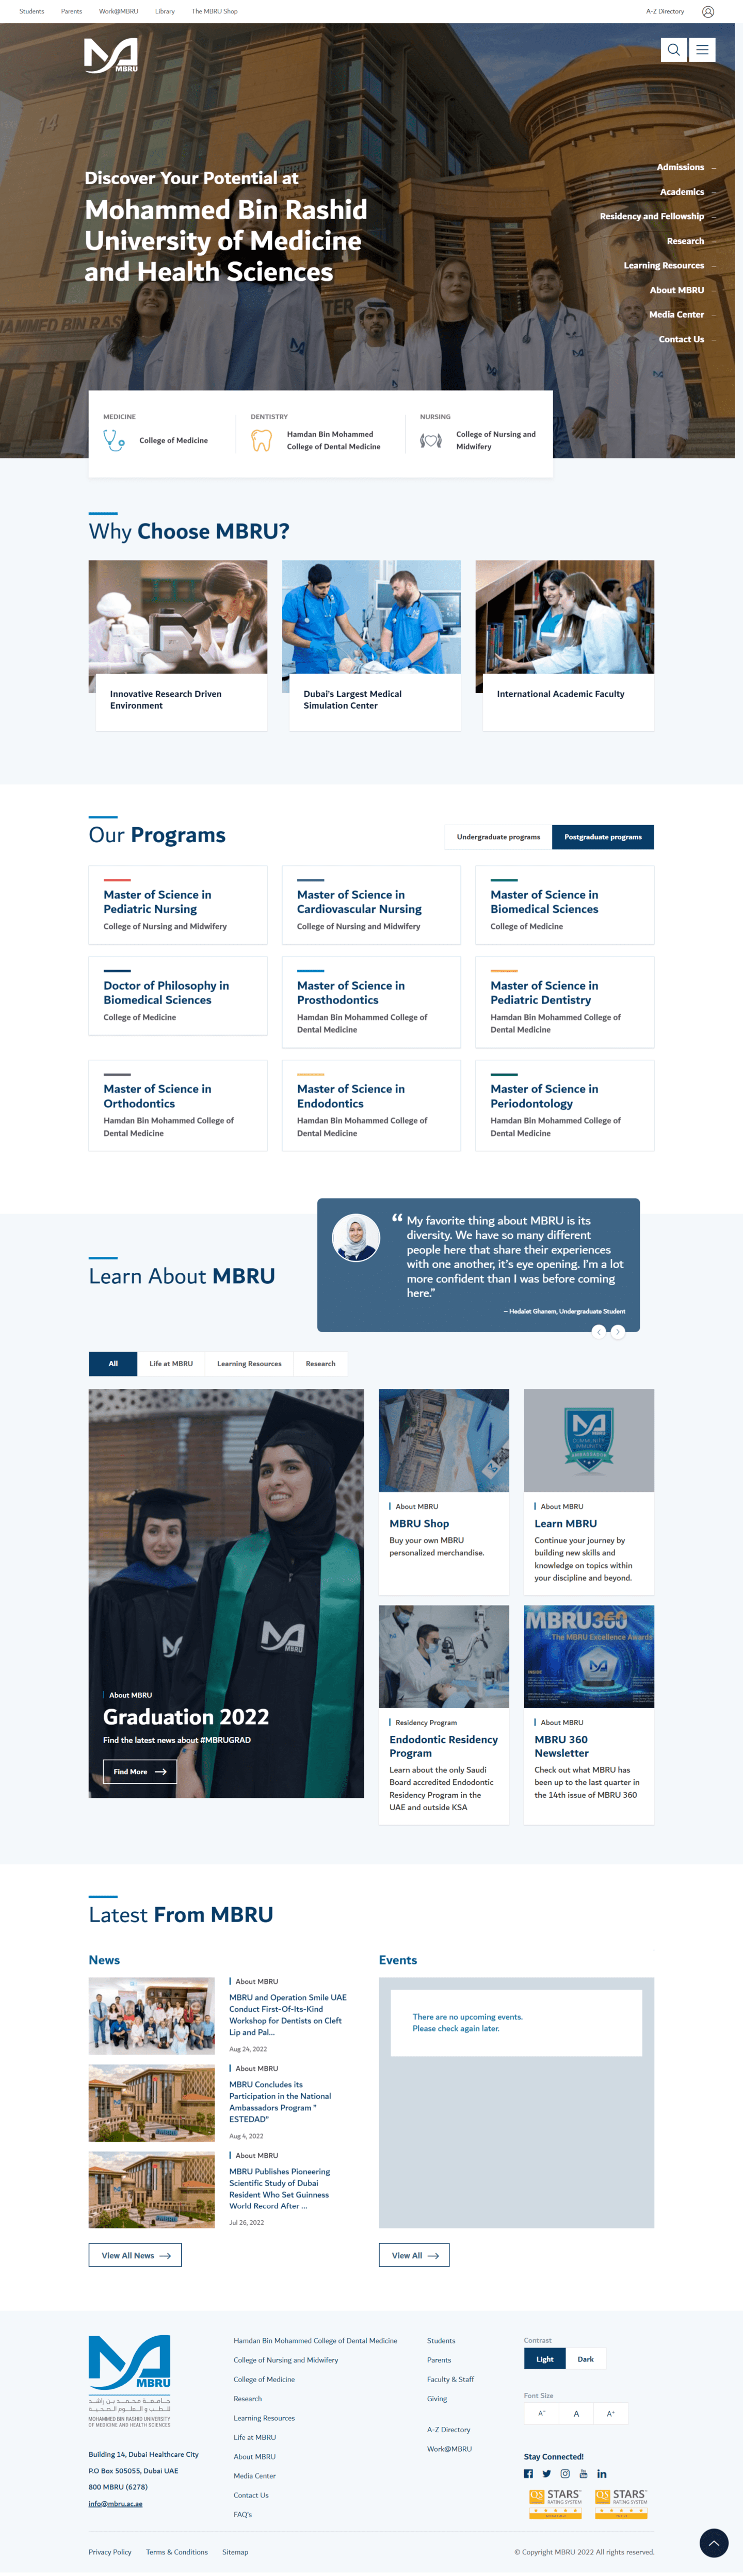 Students Parents Work@MBRU Library The MBRU Shop A-Z Directory
MBRU
14
Discover Your Potential at
Mohammed Bin Rashid
University of Medicine
and Health Sciences
Admissions
Academics
Residency and Fellowship
Research
Learning Resources
About MBRU
Media Center
Contact Us
MEDICINE
College of Medicine
DENTISTRY
Hamdan Bin Mohammed
College of Dental Medicine
NURSING
College of Nursing and
Midwifery
Why Choose MBRU?
Innovative Research Driven
Environment
Dubai's Largest Medical
Simulation Center
International Academic Faculty
Our Programs
Undergraduate programs Postgraduate programs
Master of Science in
Pediatric Nursing
College of Nursing and Midwifery
Master of Science in
Cardiovascular Nursing
College of Nursing and Midwifery
Master of Science in
Biomedical Sciences
College of Medicine
Doctor of Philosophy in
Biomedical Sciences
College of Medicine
Master of Science in
Prosthodontics
Hamdan Bin Mohammed College of
Dental Medicine
Master of Science in
Pediatric Dentistry
Hamdan Bin Mohammed College of
Dental Medicine
Master of Science in
Orthodontics
Hamdan Bin Mohammed College of
Dental Medicine
Master of Science in
Endodontics
Hamdan Bin Mohammed College of
Dental Medicine
Master of Science in
Periodontology
Hamdan Bin Mohammed College of
Dental Medicine
Learn About MBRU
“ My favorite thing about MBRU is its
diversity. We have so many different
people here that share their experiences
with one another, it's eye opening. I'm a lot
more confident than I was before coming
here.”
– Hedaiet Ghanem, Undergraduate Student
All Life at MBRU Learning Resources Research
About MBRU
Graduation 2022
Find the latest news about #MBRUGRAD
Find More
About MBRU
MBRU Shop
Buy your own MBRU
personalized merchandise.
MBRU
COMMUNITY
IMMUNITY
AMBASSADORS
About MBRU
Learn MBRU
Continue your journey by
building new skills and
knowledge on topics within
your discipline and beyond.
Residency Program
Endodontic Residency
Program
Learn about the only Saudi
Board accredited Endodontic
Residency Program in the
UAE and outside KSA
MBRU360
The MBRU Excellence Awards
About MBRU
MBRU 360
Newsletter
Check out what MBRU has
been up to the last quarter in
the 14th issue of MBRU 360
Latest From MBRU
News
About MBRU
MBRU and Operation Smile UAE
Conduct First-Of-Its-Kind
Workshop for Dentists on Cleft
Lip and Pal...
Aug 24, 2022
About MBRU
MBRU Concludes its
Participation in the National
Ambassadors Program "
ESTEDAD"
Aug 4, 2022
About MBRU
MBRU Publishes Pioneering
Scientific Study of Dubai
Resident Who Set Guinness
World Record After ...
Jul 26, 2022
View All News
Events
There are no upcoming events.
Please check again later.
View All
MBRU
جامعة محمد بن راشد
للطب و العلوم الصحية
MOHAMMED BIN RASHID UNIVERSITY
OF MEDICINE AND HEALTH SCIENCES
Building 14, Dubai Healthcare City
P.O Box 505055, Dubai UAE
800 MBRU (6278)
info@mbru.ac.ae
Hamdan Bin Mohammed College of Dental Medicine
College of Nursing and Midwifery
College of Medicine
Research
Learning Resources
Life at MBRU
About MBRU
Media Center
Contact Us
FAQ's
Students
Parents
Faculty & Staff
Giving
A-Z Directory
Work@MBRU
Contrast
Light Dark
Font Size
A- A A+
Stay Connected!
QS STARS RATING SYSTEM
QS STARS RATING SYSTEM
Privacy Policy Terms & Conditions Sitemap
© Copyright MBRU 2022 All rights reserved.